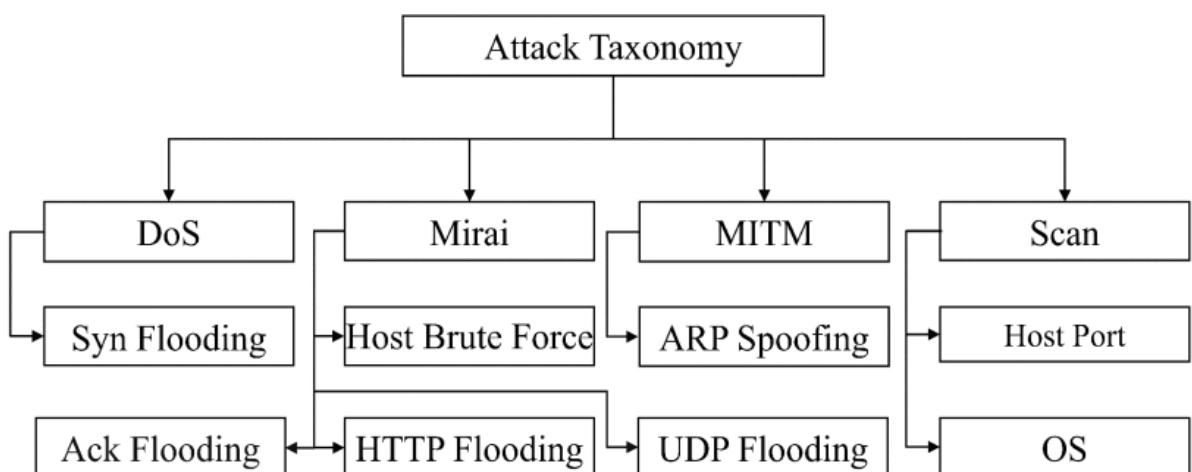 Attack Taxonomy
DoS
Mirai
MITM
Scan
Syn Flooding
Host Brute Force
ARP Spoofing
Host Port
Ack Flooding
HTTP Flooding
UDP Flooding
OS